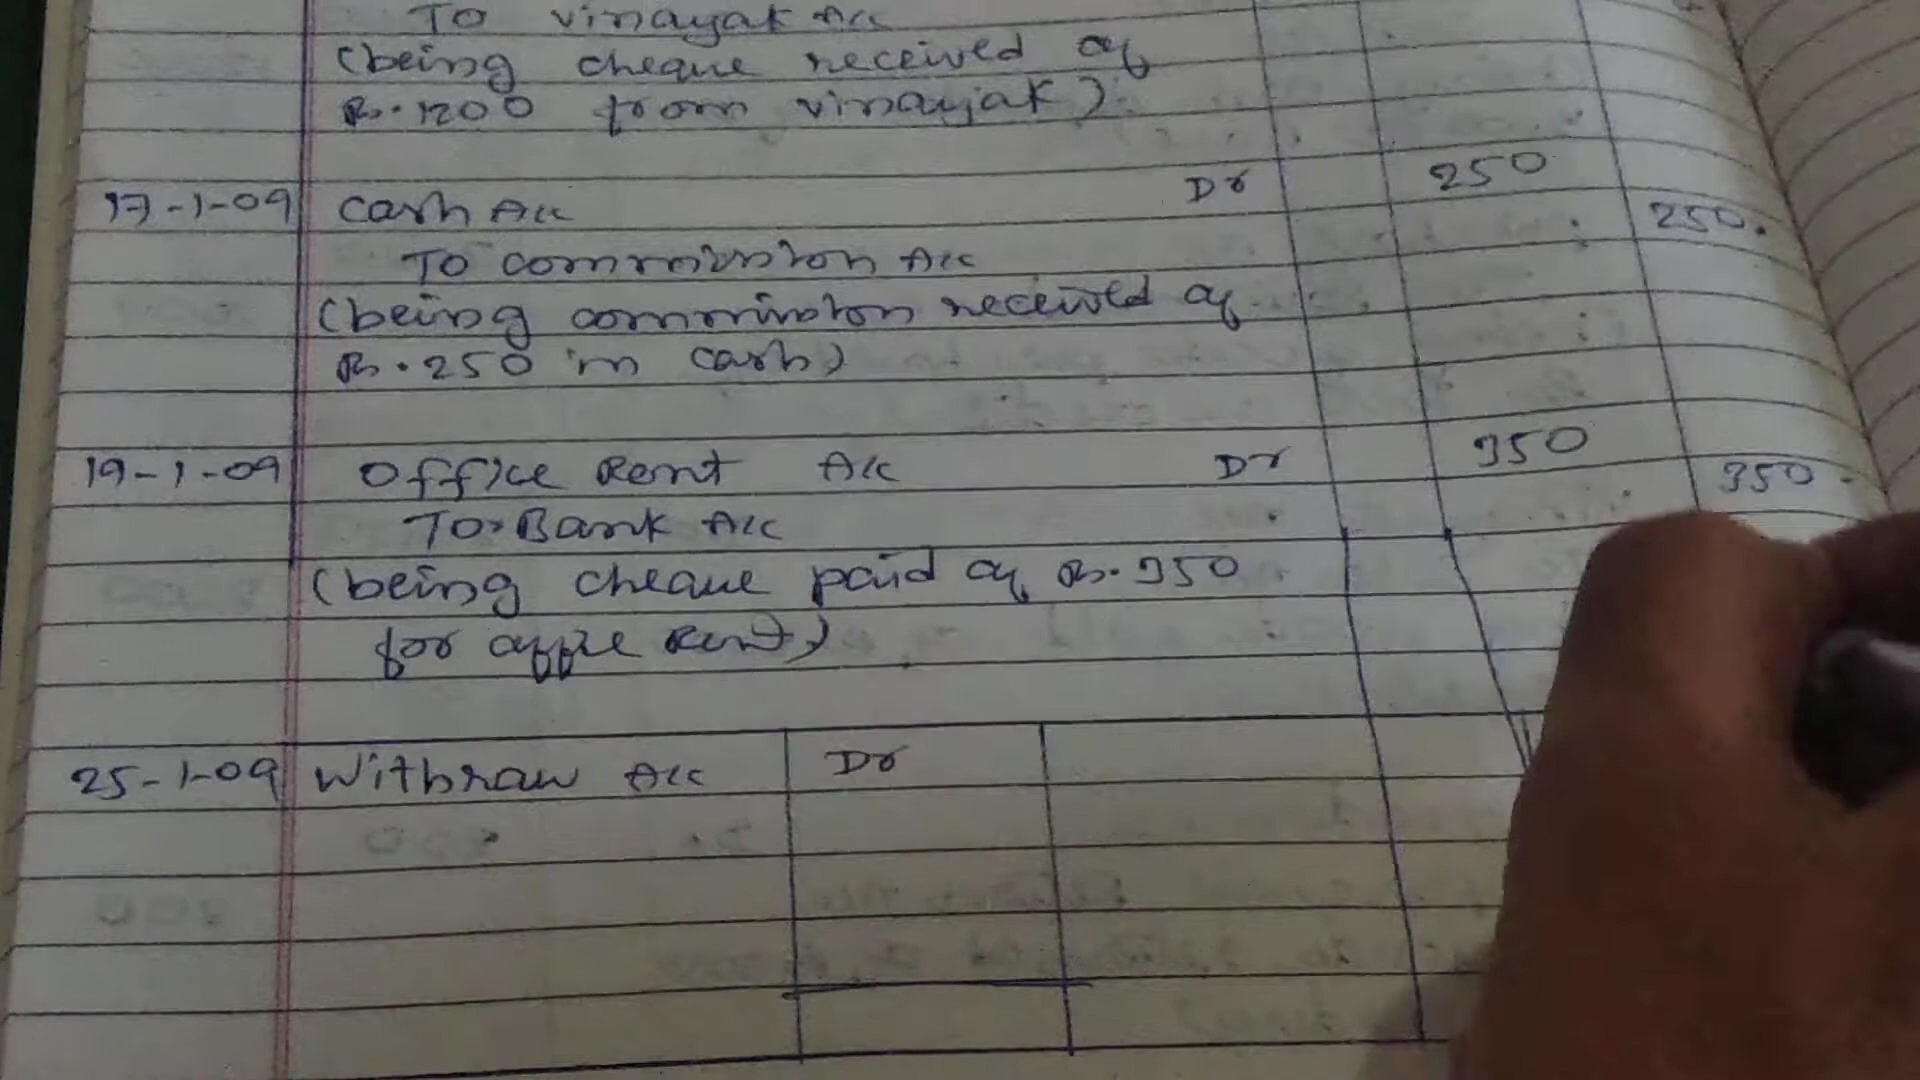 To vinayak A/c
(being cheque received of
Rs. 1200 from vinayak)
17-1-09 Cash A/c Dr 250
To commission A/c 250.
(being commission received of
Rs. 250 in cash)
19-1-09 Office Rent A/c Dr 350
To Bank A/c 350
(being cheque paid of Rs. 350
for office Rent)
25-1-09 Withraw A/c Dr